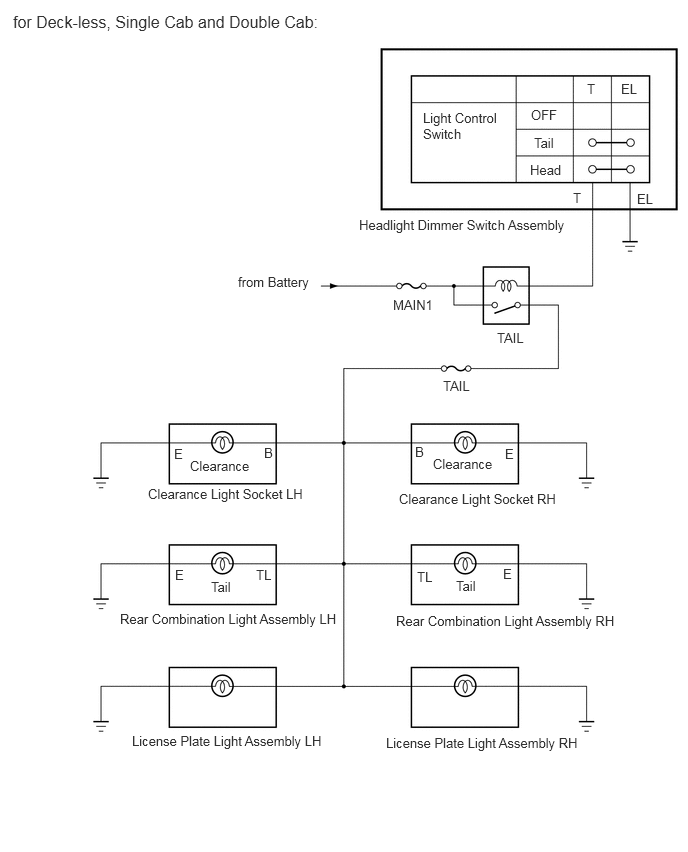 for Deck-less, Single Cab and Double Cab:
T EL
Light Control
Switch
OFF
Tail
Head
T
EL
Headlight Dimmer Switch Assembly
from Battery
MAIN1
TAIL
TAIL
E
B
Clearance
Clearance Light Socket LH
B
E
Clearance
Clearance Light Socket RH
E
TL
Tail
Rear Combination Light Assembly LH
TL
E
Tail
Rear Combination Light Assembly RH
License Plate Light Assembly LH
License Plate Light Assembly RH